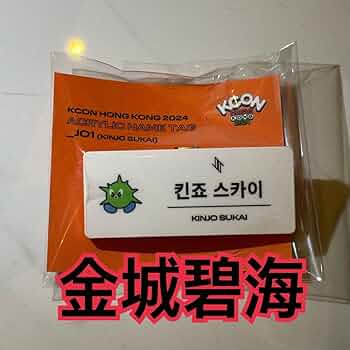 KCON HONG KONG 2024
ACRYLIC NAME TAG
_JO1 (KINJO SUKAI)
KCON
킨죠 스카이
KINJO SUKAI
金城碧海